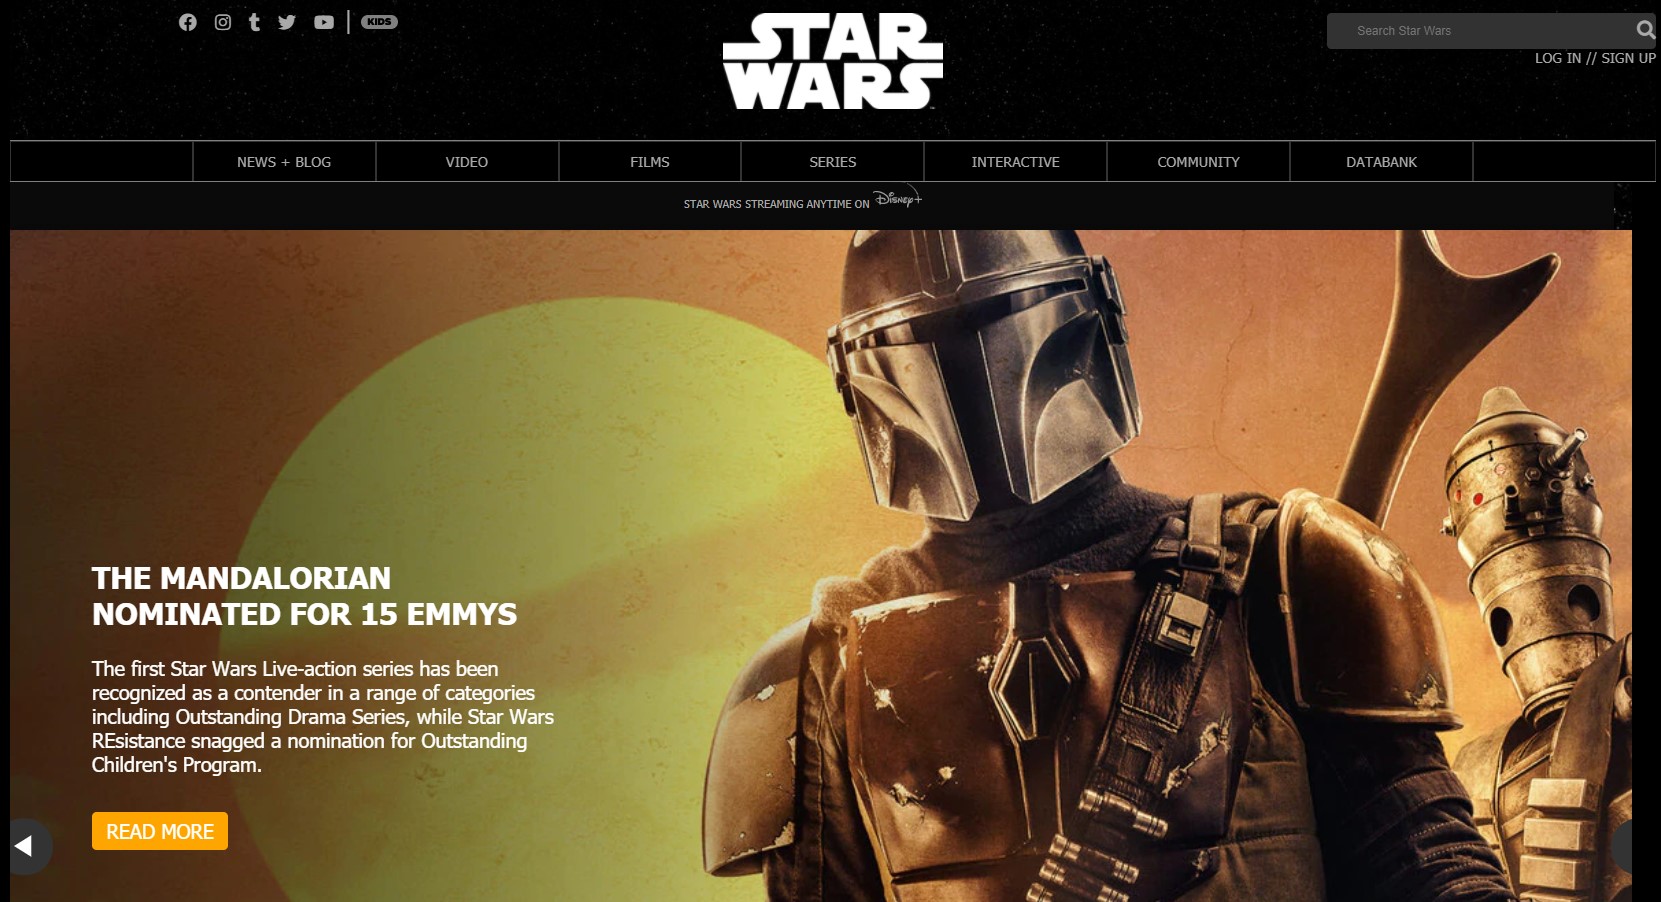 KIDS
STAR
WARS
Search Star Wars
LOG IN // SIGN UP
NEWS + BLOG
VIDEO
FILMS
SERIES
INTERACTIVE
COMMUNITY
DATABANK
STAR WARS STREAMING ANYTIME ON Disney+
THE MANDALORIAN
NOMINATED FOR 15 EMMYS
The first Star Wars Live-action series has been
recognized as a contender in a range of categories
including Outstanding Drama Series, while Star Wars
REsistance snagged a nomination for Outstanding
Children's Program.
READ MORE